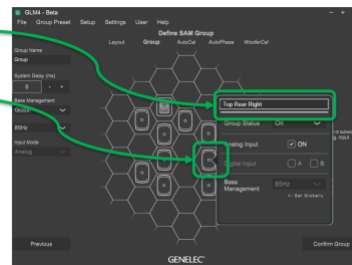 GLM4
File Group Preset Setup Settings User Help
Define SAM Group
Layout Group AutoCal AutoPhase WooferCal
Group Name
Group
System Delay (ms)
0 - +
Bass Management
Global
85Hz
Input Mode
Analog
Top Rear Right
Group Status On
Analog Input ON
Digital Input A B
Bass
Management 85Hz
Set Globally
Previous
Confirm Group
GENELEC